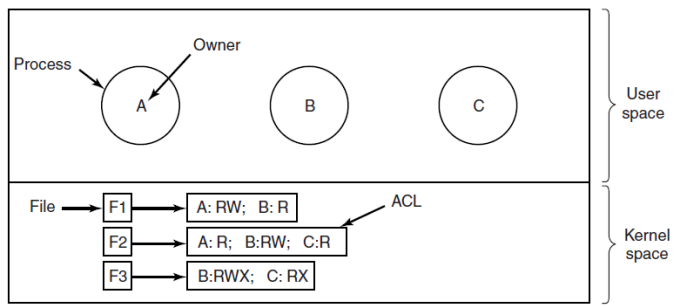 Owner
Process
A
B
C
User
space
File
F1
A: RW; B: R
ACL
F2
A: R; B:RW; C:R
F3
B:RWX; C: RX
Kernel
space